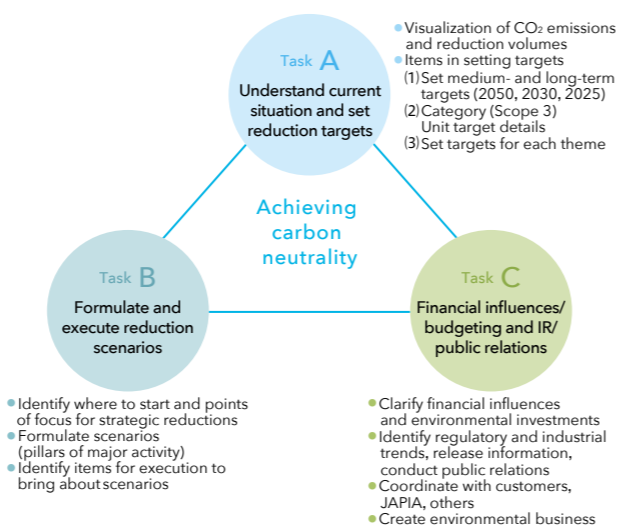 Task A
Understand current
situation and set
reduction targets
• Visualization of CO₂ emissions
and reduction volumes
• Items in setting targets
(1) Set medium- and long-term
targets (2050, 2030, 2025)
(2) Category (Scope 3)
Unit target details
(3) Set targets for each theme
Achieving
carbon
neutrality
Task B
Formulate and
execute reduction
scenarios
• Identify where to start and points
of focus for strategic reductions
• Formulate scenarios
(pillars of major activity)
• Identify items for execution to
bring about scenarios
Task C
Financial influences/
budgeting and IR/
public relations
• Clarify financial influences
and environmental investments
• Identify regulatory and industrial
trends, release information,
conduct public relations
• Coordinate with customers,
JAPIA, others
• Create environmental business